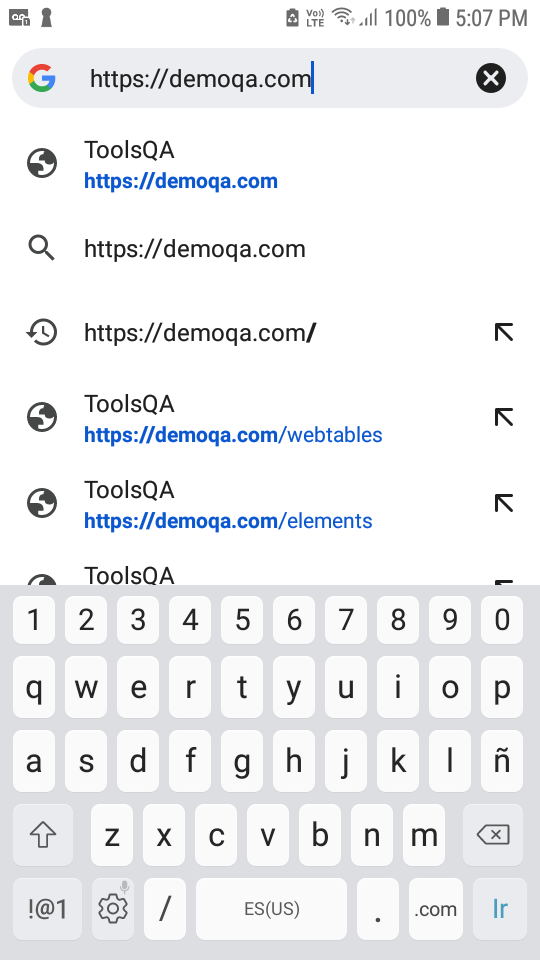 Vo)) LTE 100% 5:07 PM
https://demoqa.com
ToolsQA
https://demoqa.com
https://demoqa.com
https://demoqa.com/
ToolsQA
https://demoqa.com/webtables
ToolsQA
https://demoqa.com/elements
ToolsQA
1 2 3 4 5 6 7 8 9 0
q w e r t y u i o p
a s d f g h j k l ñ
z x c v b n m
!@1 / ES(US) . .com Ir